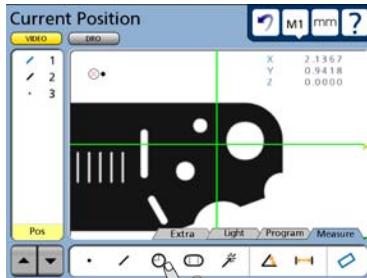 Current Position
M1 mm ?
VIDEO DRO
1
2
3
X 2.1367
Y 0.9418
Z 0.0000
Pos
Extra Light Program Measure